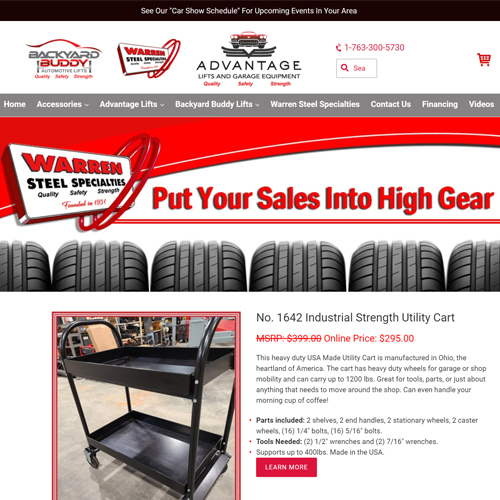 See Our "Car Show Schedule" For Upcoming Events In Your Area
BACKYARD
BUDDY
AUTOMOTIVE LIFTS
Quality Safety Strength
WARREN
STEEL SPECIALTIES
Quality Safety Strength
ADVANTAGE
LIFTS AND GARAGE EQUIPMENT
Quality Safety Strength
1-763-300-5730
Sea
Home Accessories Advantage Lifts Backyard Buddy Lifts Warren Steel Specialties Contact Us Financing Videos
WARREN
STEEL SPECIALTIES
Quality Safety Strength
Founded in 1931
Put Your Sales Into High Gear
No. 1642 Industrial Strength Utility Cart
MSRP: $399.00 Online Price: $295.00
This heavy duty USA Made Utility Cart is manufactured in Ohio, the
heartland of America. The cart has heavy duty wheels for garage or shop
mobility and can carry up to 1200 lbs. Great for tools, parts, or just about
anything that needs to move around the shop. Can even handle your
morning cup of coffee!
• Parts included: 2 shelves, 2 end handles, 2 stationary wheels, 2 caster
wheels, (16) 1/4" bolts, (16) 5/16" bolts.
• Tools Needed: (2) 1/2" wrenches and (2) 7/16" wrenches.
• Supports up to 400lbs. Made in the USA.
LEARN MORE